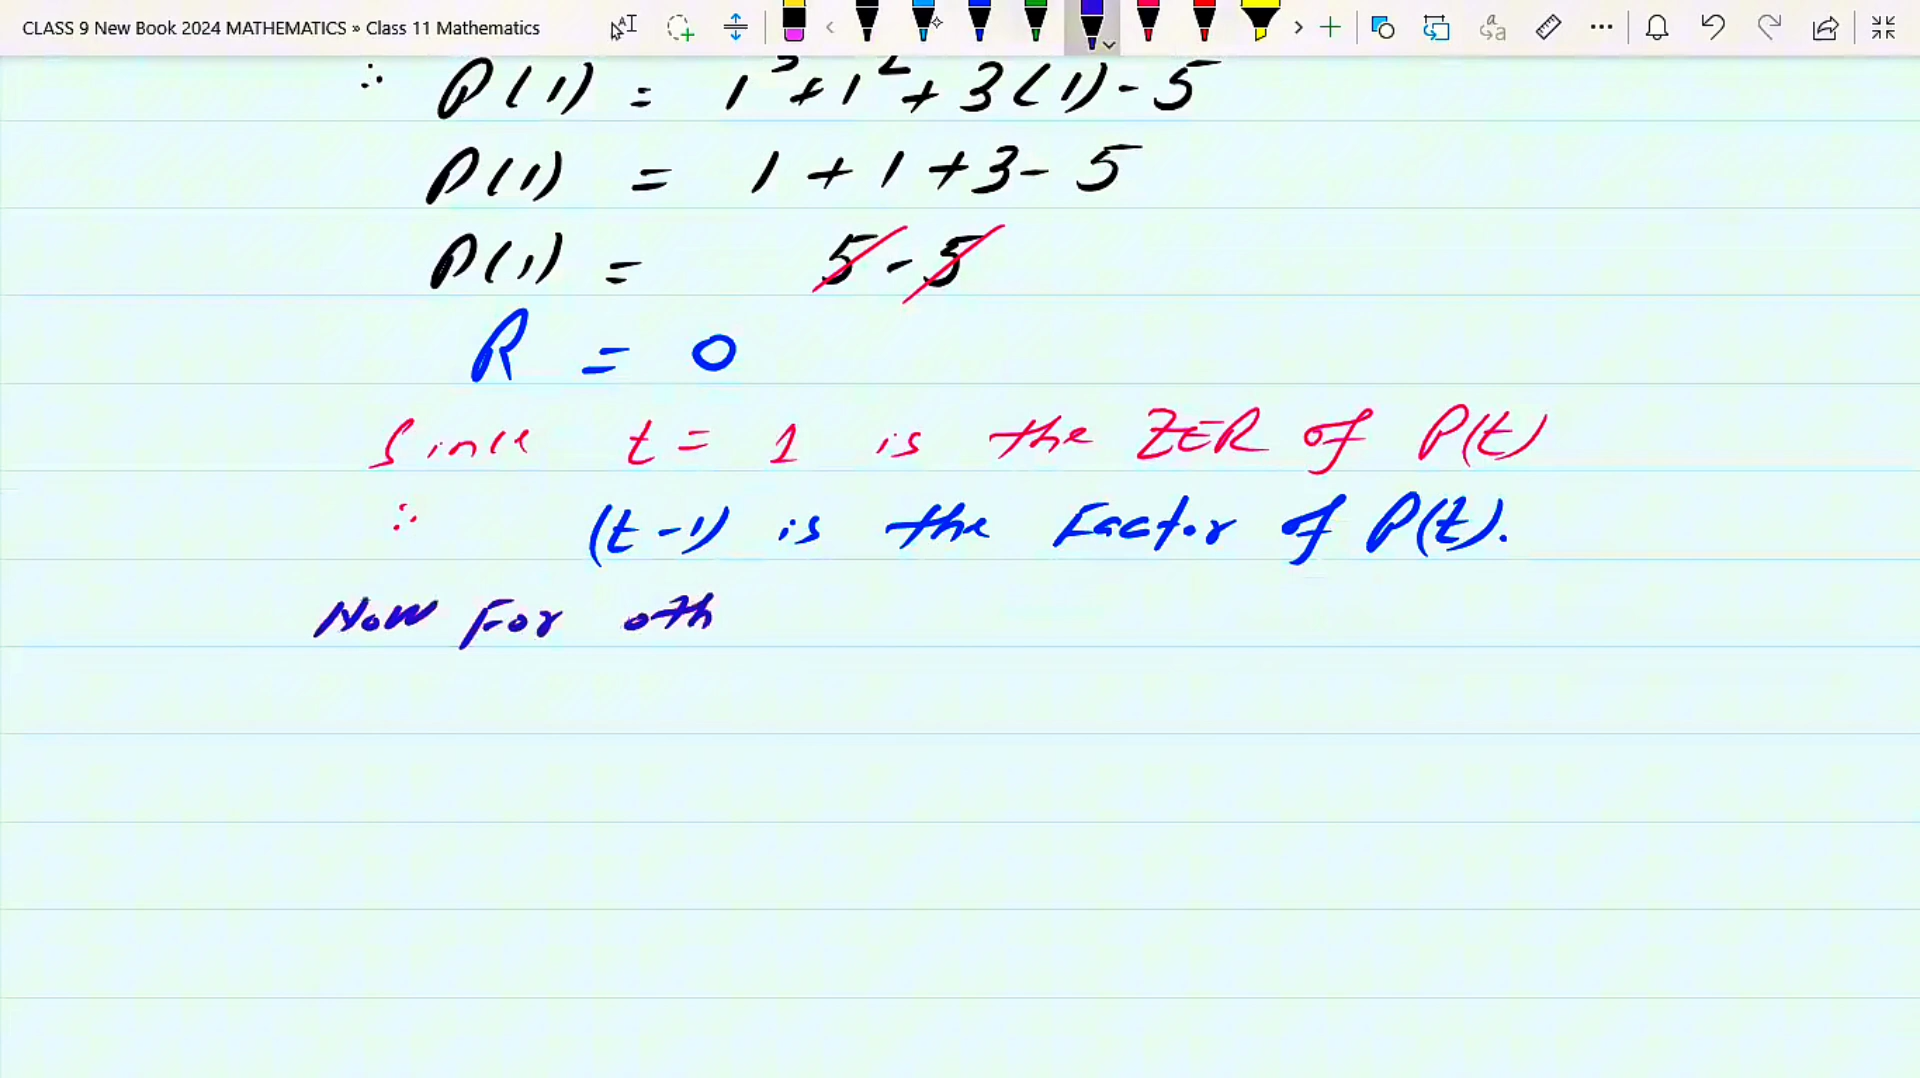 CLASS 9 New Book 2024 MATHEMATICS » Class 11 Mathematics
∴ P(1) = 1³+1²+3(1)-5
P(1) = 1+1+3-5
P(1) = 5-5
R = 0
Since t = 1 is the ZER of P(t)
∴ (t-1) is the Factor of P(t).
Now For oth